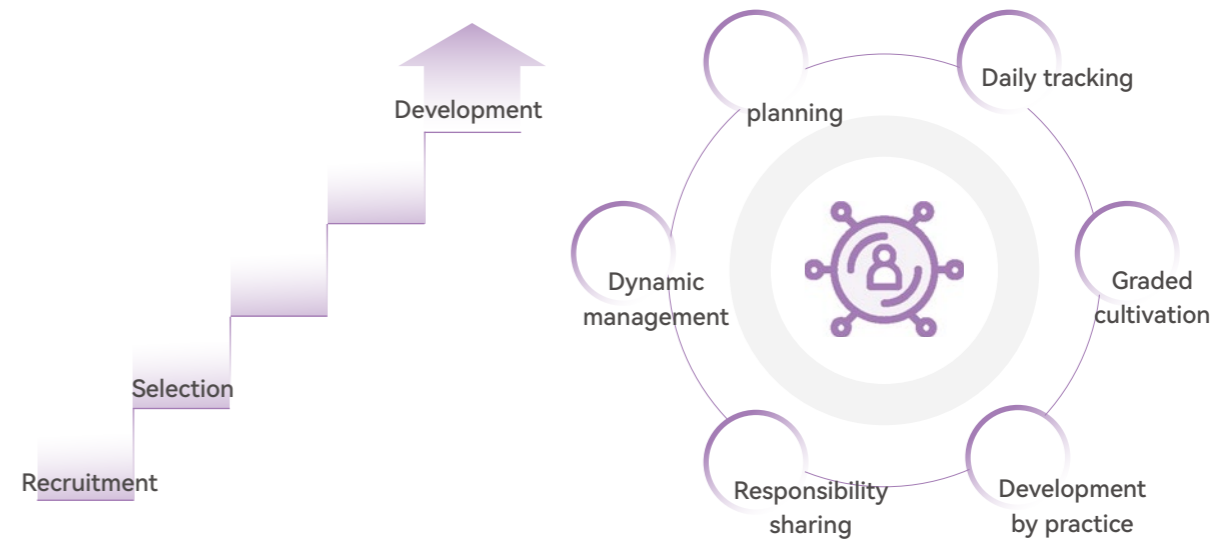 Development
Selection
Recruitment
planning
Daily tracking
Dynamic
management
Graded
cultivation
Responsibility
sharing
Development
by practice